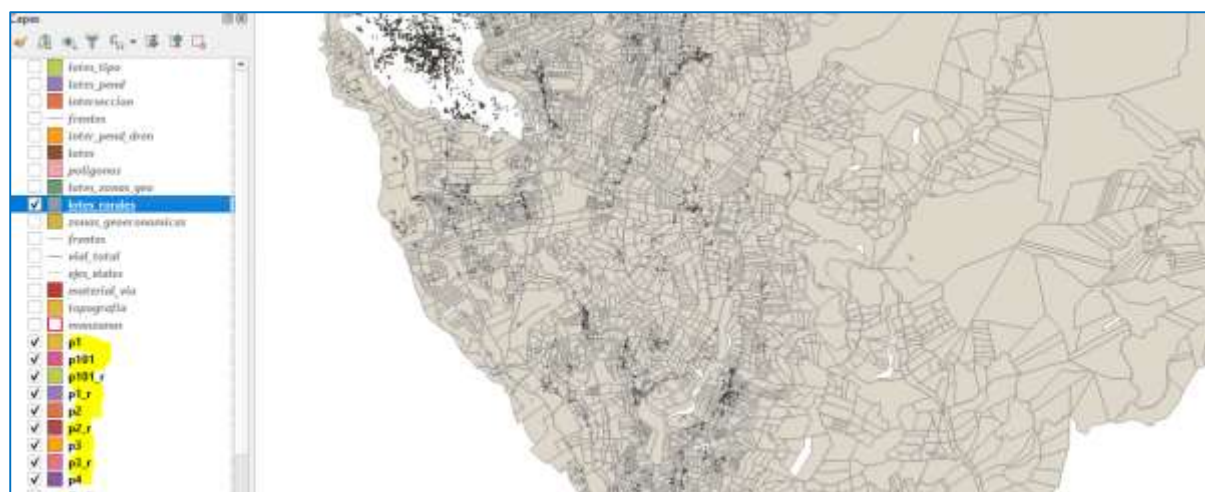 Capas
lotes_tipo
lotes_pend
interseccion
frentes
inter_pend_dren
lotes
poligonos
lotes_zonas_geo
lotes_rurales
zonas_geoeconomicas
frentes
vial_total
ejes_viales
material_via
topografia
manzanas
p1
p101
p101_r
p1_r
p2
p2_r
p3
p3_r
p4